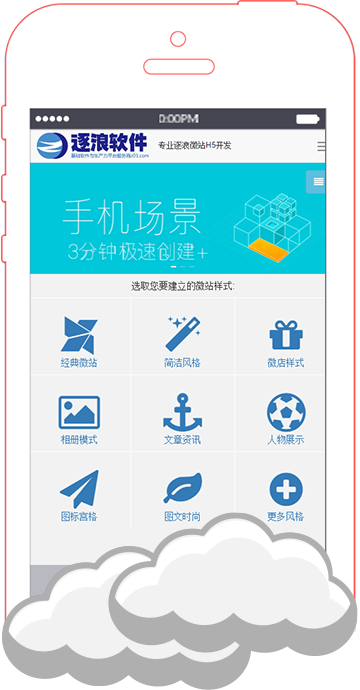 0:00PM
逐浪软件
专业逐浪微站H5开发
手机场景
3分钟极速创建+
选取您要建立的微站样式:
经典微站
简洁风格
微店样式
相册模式
文章资讯
人物展示
图标宫格
图文时尚
更多风格